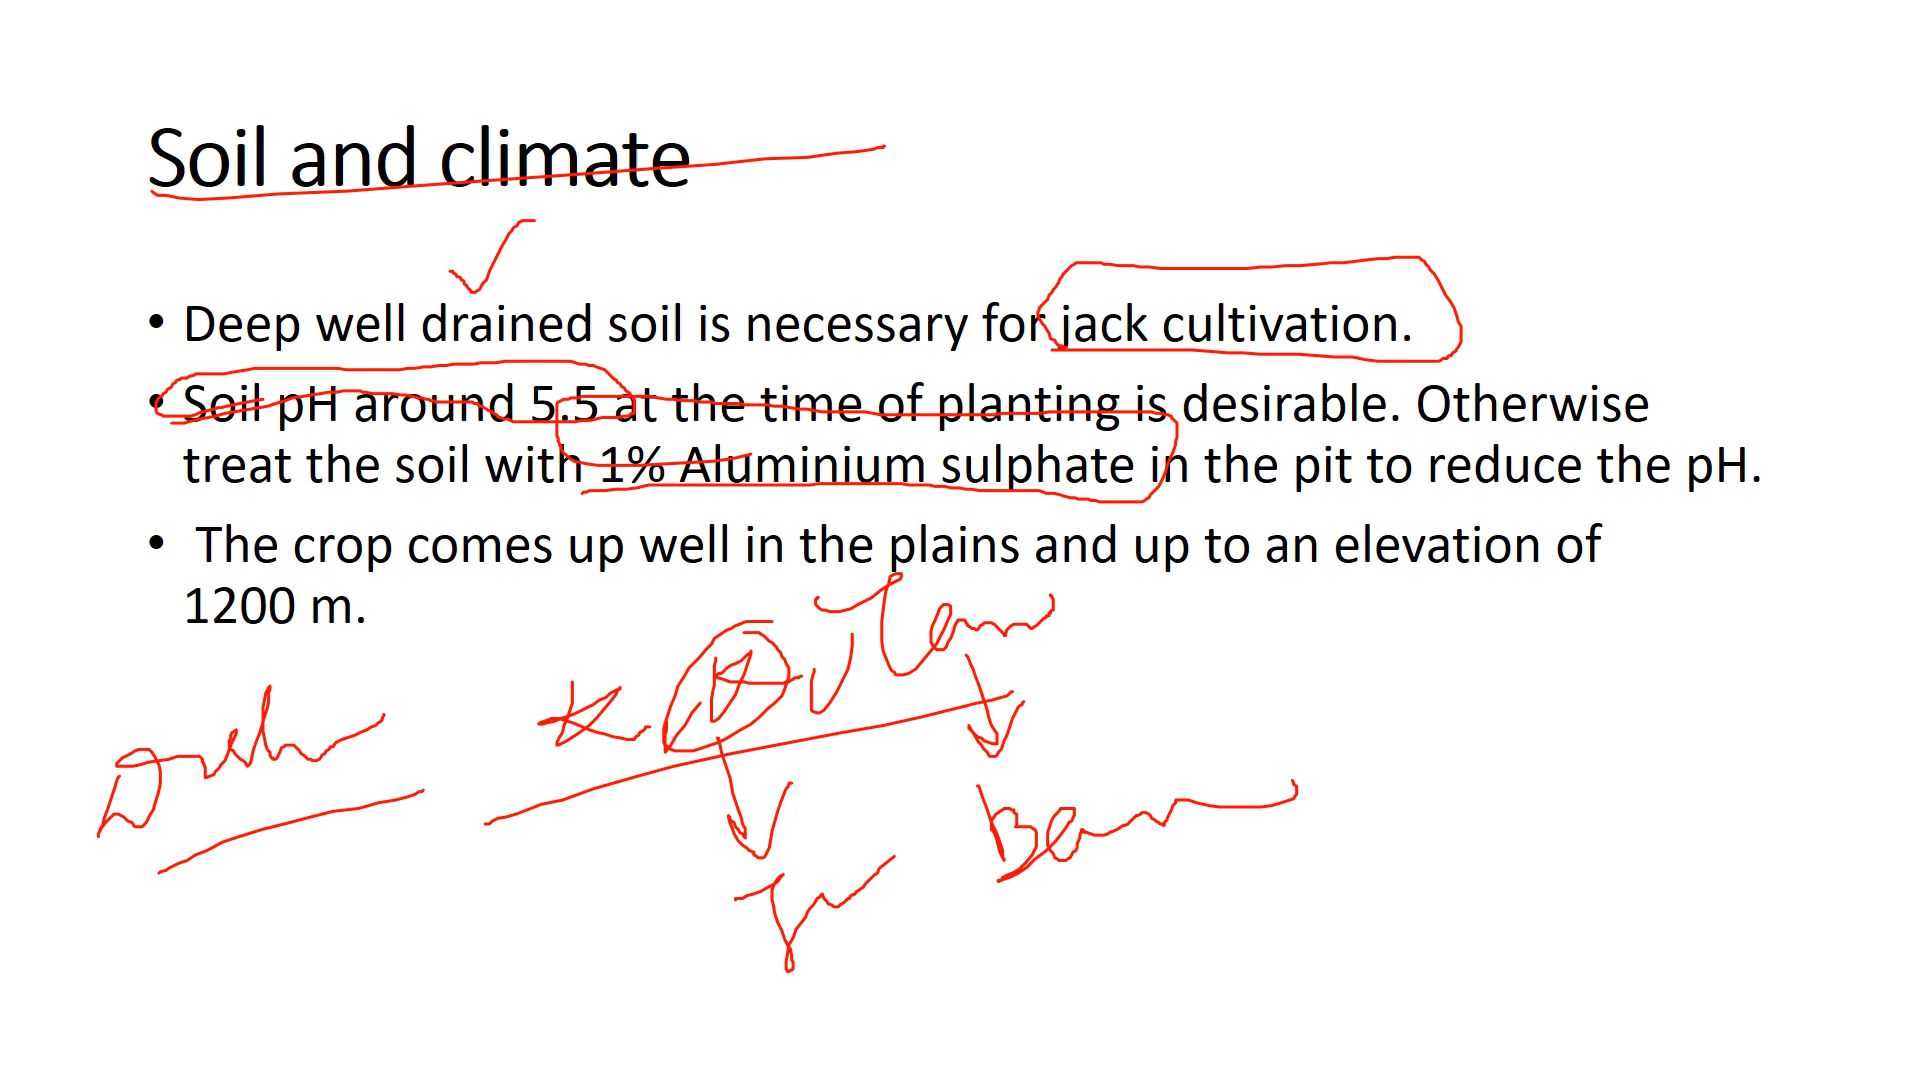 Soil and climate
• Deep well drained soil is necessary for jack cultivation.
• Soil pH around 5.5 at the time of planting is desirable. Otherwise
treat the soil with 1% Aluminium sulphate in the pit to reduce the pH.
• The crop comes up well in the plains and up to an elevation of
1200 m.